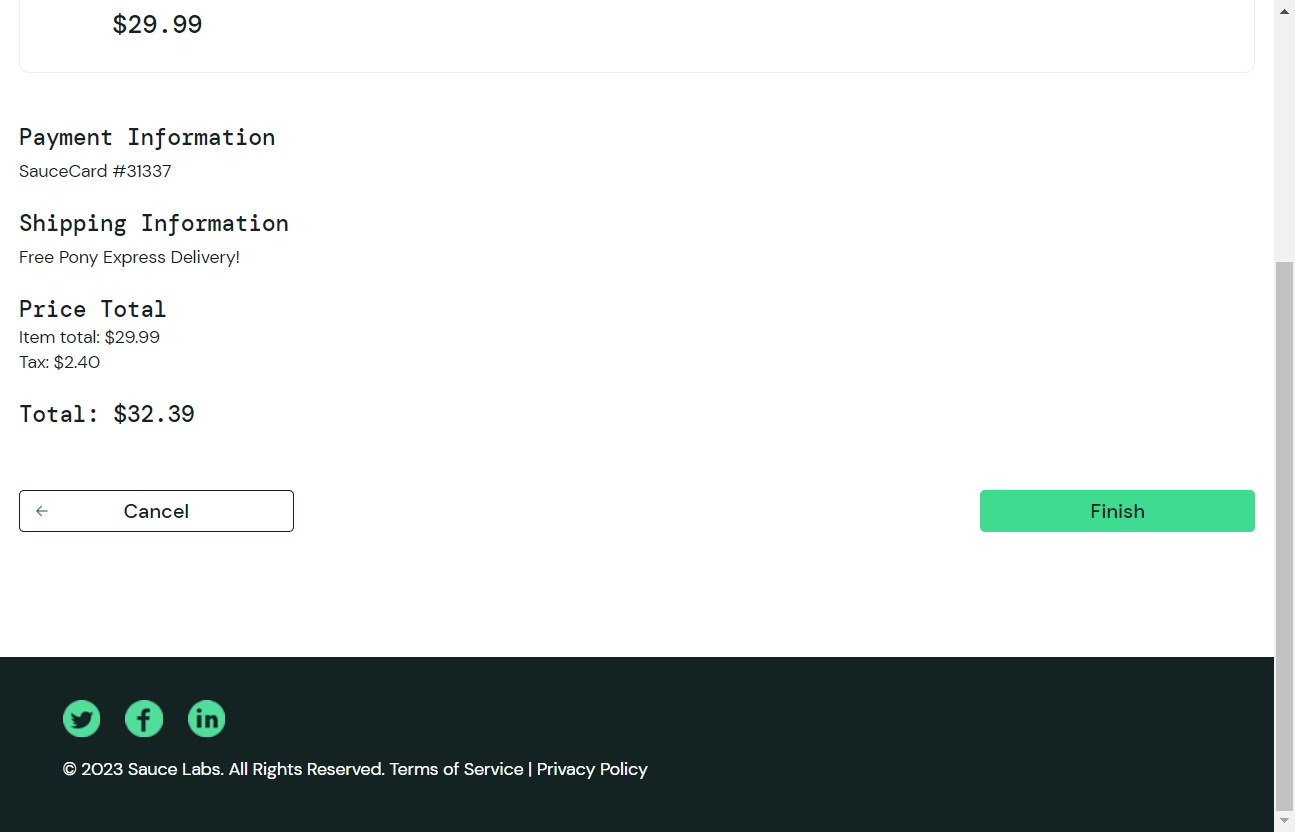 $29.99
Payment Information
SauceCard #31337
Shipping Information
Free Pony Express Delivery!
Price Total
Item total: $29.99
Tax: $2.40
Total: $32.39
Cancel
Finish
© 2023 Sauce Labs. All Rights Reserved. Terms of Service | Privacy Policy